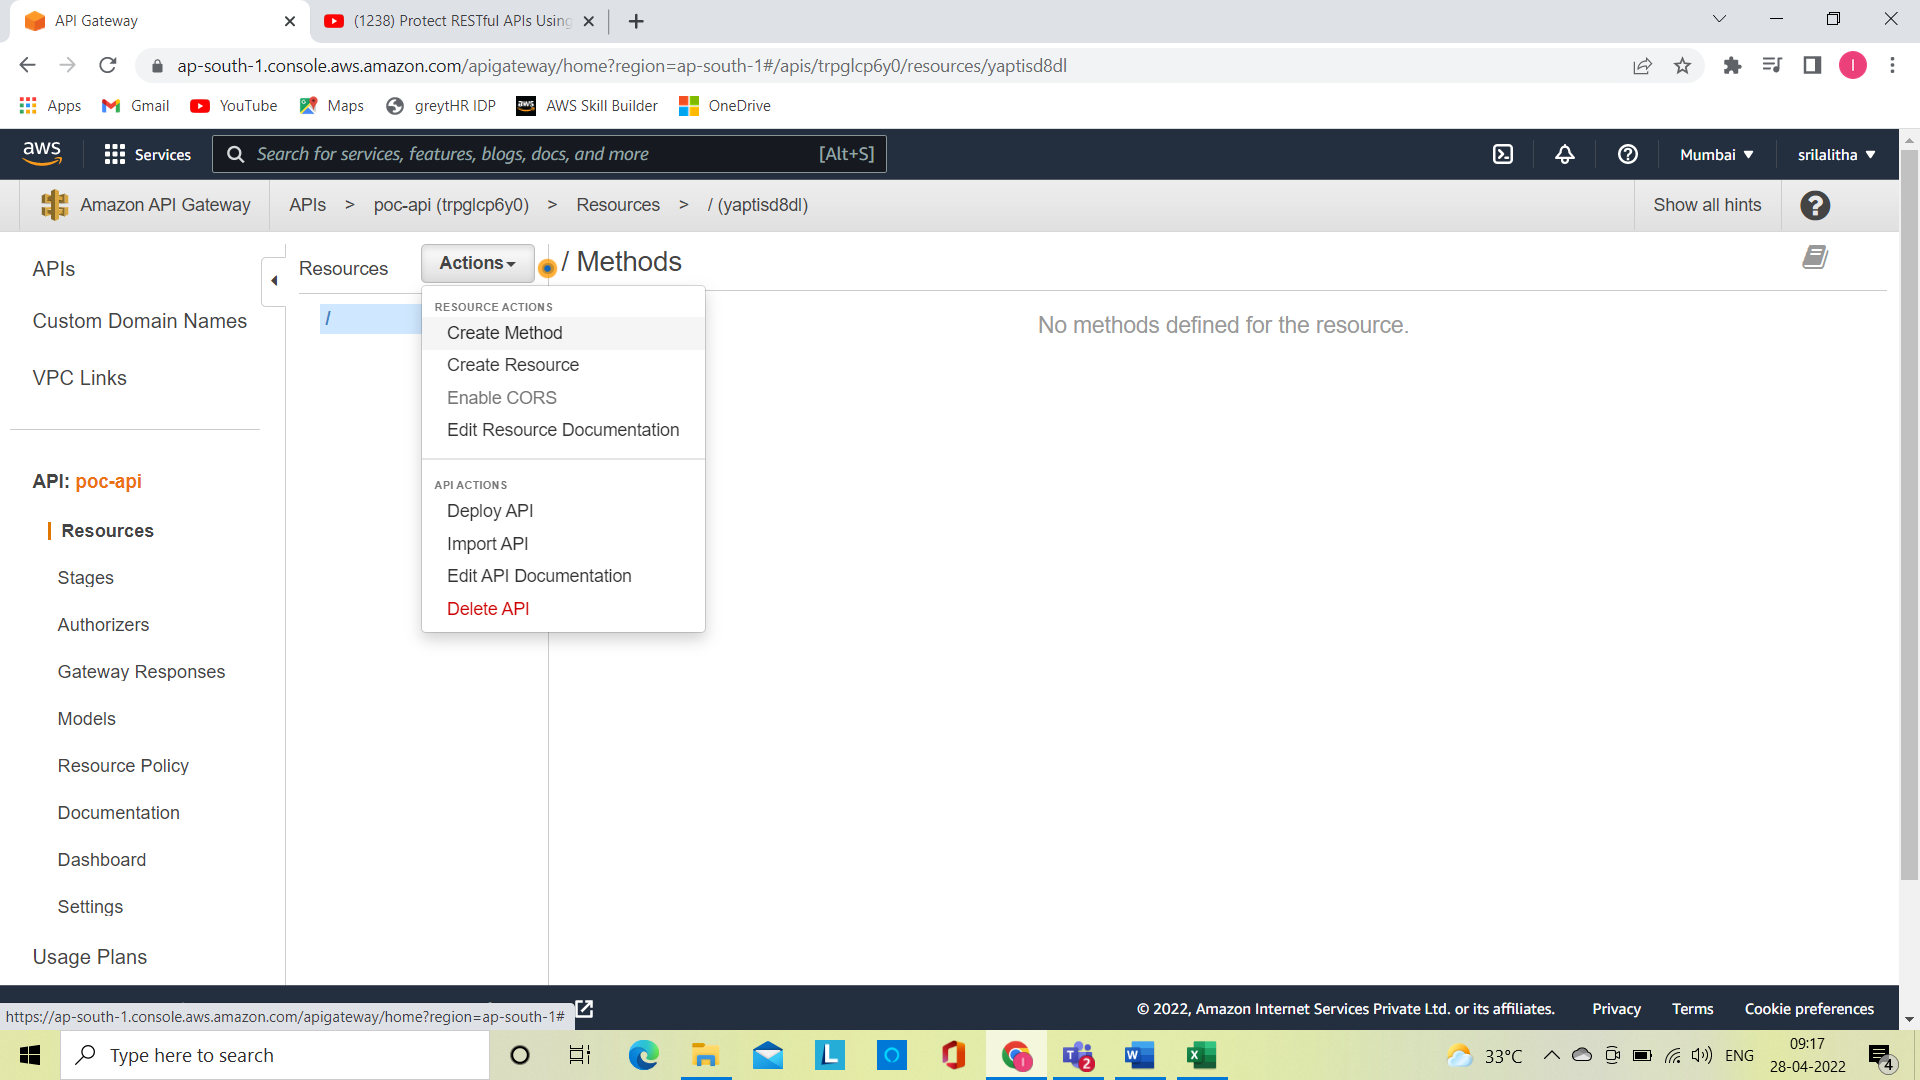 API Gateway
(1238) Protect RESTful APIs Using
ap-south-1.console.aws.amazon.com/apigateway/home?region=ap-south-1#/apis/trpglcp6y0/resources/yaptisd8dl
I
Apps
Gmail
YouTube
Maps
greytHR IDP
aws
AWS Skill Builder
OneDrive
aws
Services
Search for services, features, blogs, docs, and more
[Alt+S]
Mumbai
srilalitha
Amazon API Gateway
APIs > poc-api (trpglcp6y0) > Resources > / (yaptisd8dl)
Show all hints
?
APIs
Custom Domain Names
VPC Links
API: poc-api
Resources
Stages
Authorizers
Gateway Responses
Models
Resource Policy
Documentation
Dashboard
Settings
Usage Plans
Resources
Actions
/
RESOURCE ACTIONS
Create Method
Create Resource
Enable CORS
Edit Resource Documentation
API ACTIONS
Deploy API
Import API
Edit API Documentation
Delete API
/ Methods
No methods defined for the resource.
https://ap-south-1.console.aws.amazon.com/apigateway/home?region=ap-south-1#
© 2022, Amazon Internet Services Private Ltd. or its affiliates.
Privacy
Terms
Cookie preferences
Type here to search
L
I
T
2
W
X
33°C
ENG
09:17
28-04-2022
4